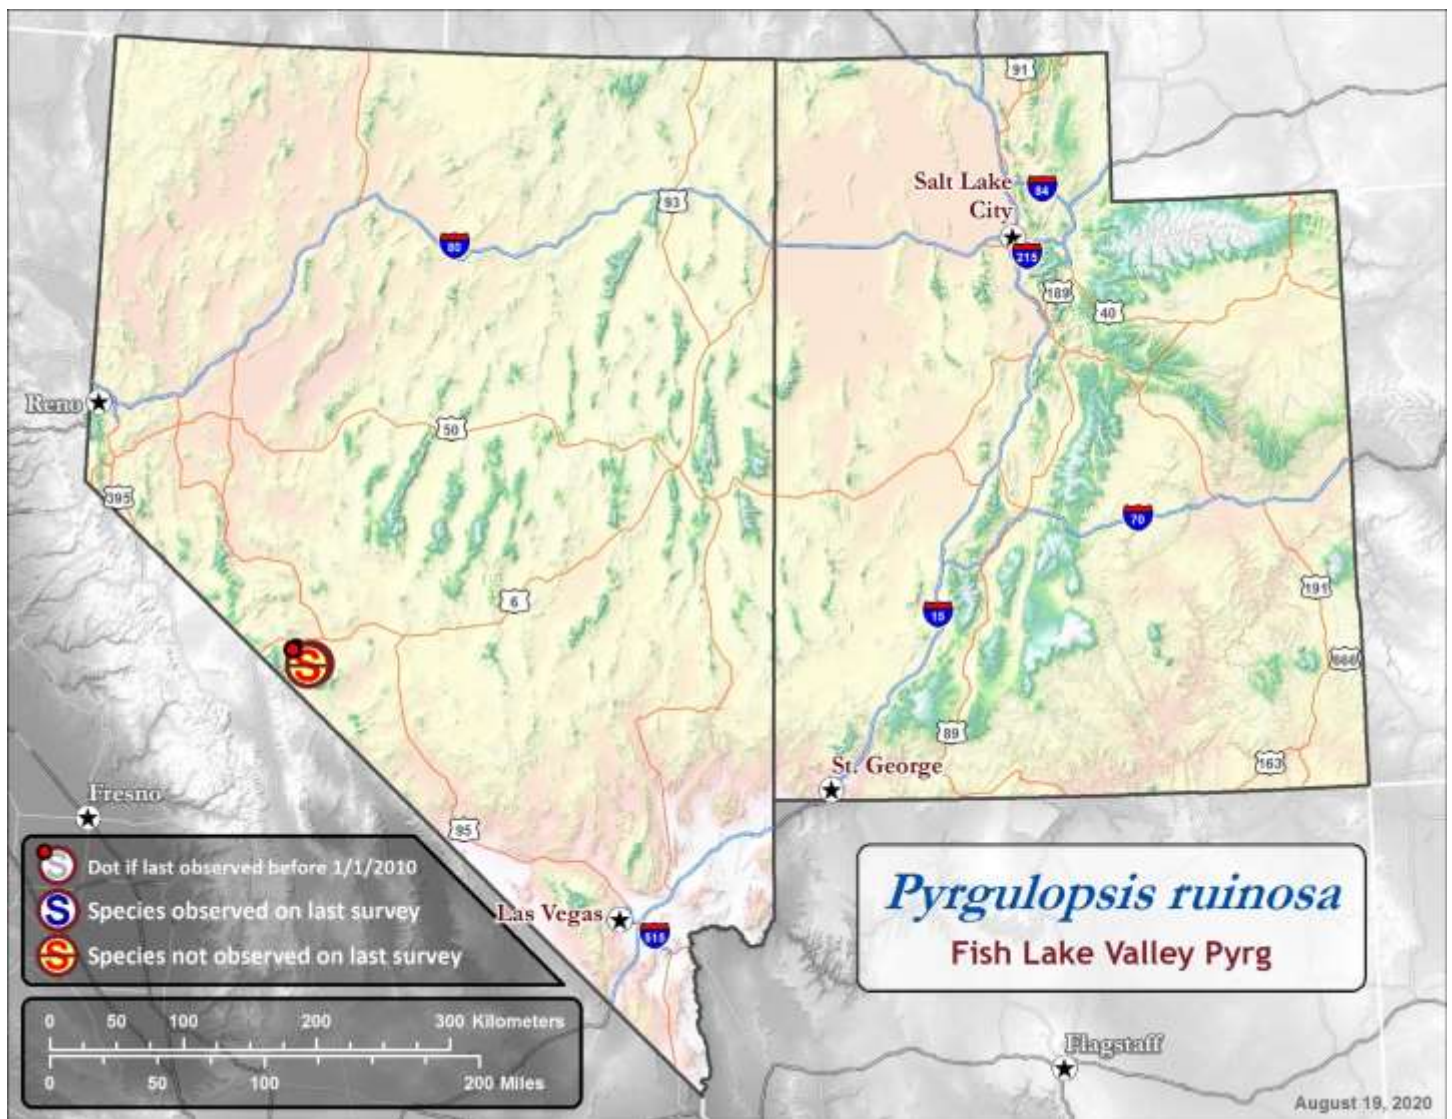 91
Salt Lake
City
84
93
80
215
189
40
Reno
50
395
70
6
191
15
S
666
89
St. George
163
Fresno
95
S
Dot if last observed before 1/1/2010
S
Species observed on last survey
S
Species not observed on last survey
Las Vegas
515
Pyrgulopsis ruinosa
Fish Lake Valley Pyrg
0 50 100 200 300 Kilometers
0 50 100 200 Miles
Flagstaff
August 19, 2020